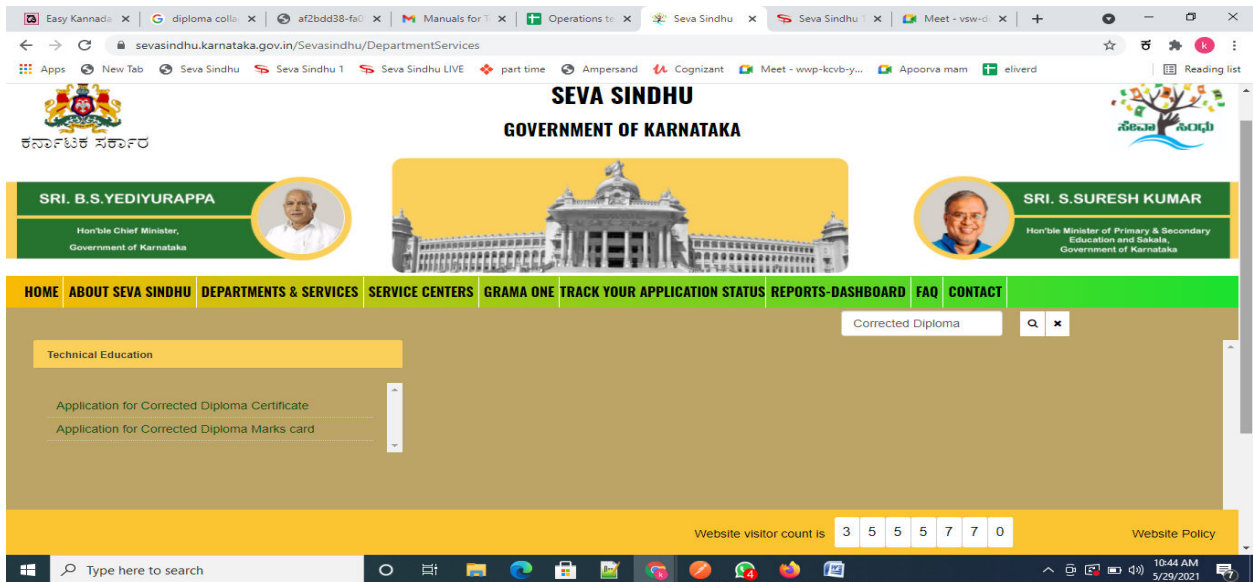 Easy Kannada
diploma colla
af2bdd38-fa0
Manuals for T
Operations te
Seva Sindhu
Seva Sindhu 1
Meet - vsw-d
sevasindhu.karnataka.gov.in/Sevasindhu/DepartmentServices
ಕ
k
Apps
New Tab
Seva Sindhu
Seva Sindhu 1
Seva Sindhu LIVE
part time
Ampersand
Cognizant
Meet - wwp-kcvb-y...
Apoorva mam
eliverd
Reading list
SEVA SINDHU
GOVERNMENT OF KARNATAKA
ಕರ್ನಾಟಕ ಸರ್ಕಾರ
ಸೇವಾ ಸಿಂಧು
SRI. B.S.YEDIYURAPPA
Hon'ble Chief Minister,
Government of Karnataka
SRI. S.SURESH KUMAR
Hon'ble Minister of Primary & Secondary
Education and Sakala,
Government of Karnataka
HOME ABOUT SEVA SINDHU DEPARTMENTS & SERVICES SERVICE CENTERS GRAMA ONE TRACK YOUR APPLICATION STATUS REPORTS-DASHBOARD FAQ CONTACT
Corrected Diploma
Technical Education
Application for Corrected Diploma Certificate
Application for Corrected Diploma Marks card
Website visitor count is 3 5 5 5 7 7 0
Website Policy
Type here to search
10:44 AM
5/29/2021